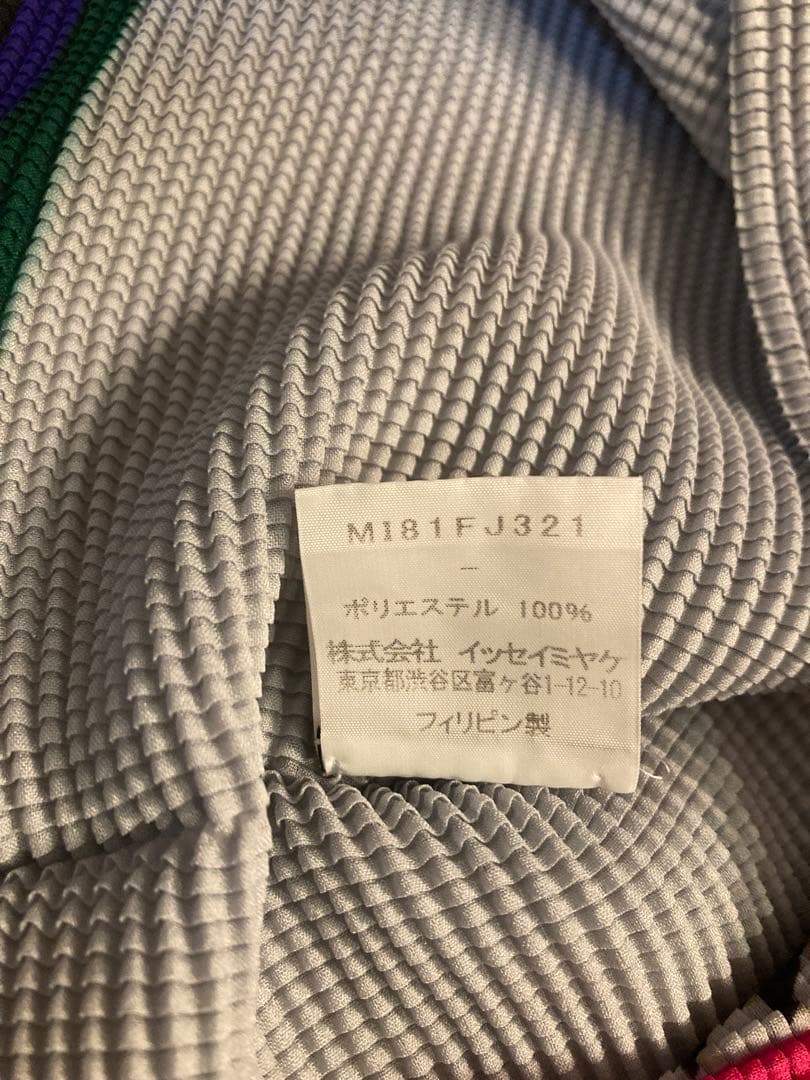 MI81FJ321
-
ポリエステル 100%
株式会社 イッセイミヤケ
東京都渋谷区富ヶ谷1-12-10
フィリピン製